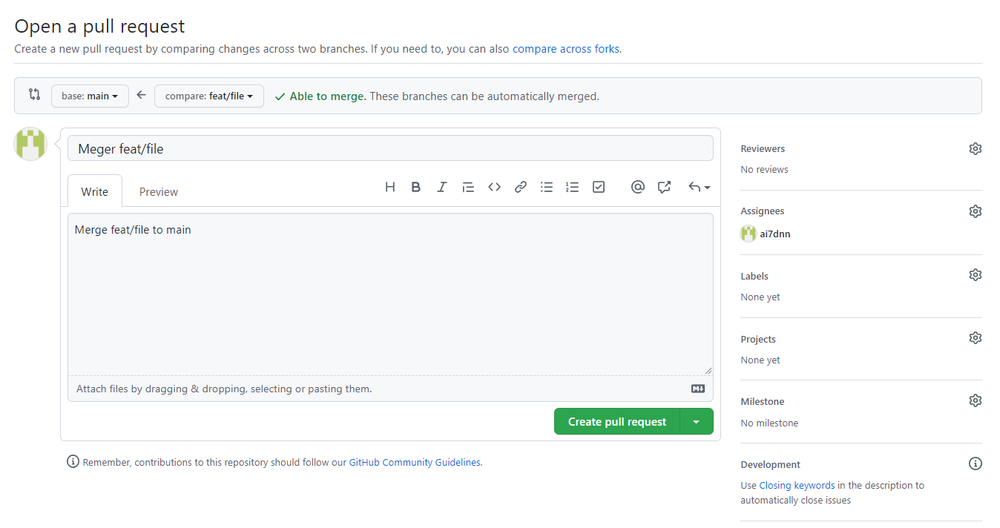 Open a pull request
Create a new pull request by comparing changes across two branches. If you need to, you can also compare across forks.
base: main
compare: feat/file
Able to merge. These branches can be automatically merged.
Meger feat/file
Write
Preview
Merge feat/file to main
Attach files by dragging & dropping, selecting or pasting them.
Create pull request
Remember, contributions to this repository should follow our GitHub Community Guidelines.
Reviewers
No reviews
Assignees
ai7dnn
Labels
None yet
Projects
None yet
Milestone
No milestone
Development
Use Closing keywords in the description to
automatically close issues